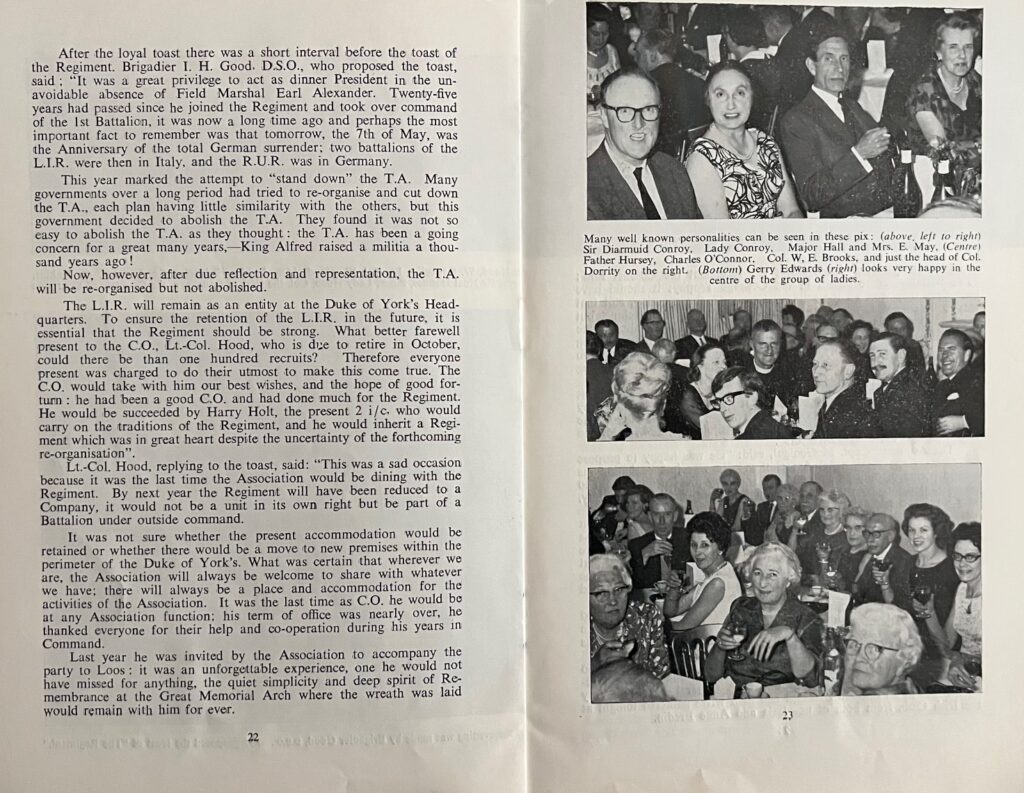 After the loyal toast there was a short interval before the toast of
the Regiment. Brigadier I. H. Good, D.S.O., who proposed the toast,
said ; "It was a great privilege to act as dinner President in the un-
avoidable absence of Field Marshal Earl Alexander. Twenty-five
years had passed since he joined the Regiment and took over command
of the 1st Battalion, it was now a long time ago and perhaps the most
important fact to remember was that tomorrow, the 7th of May, was
the Anniversary of the total German surrender; two battalions of the
L.I.R. were then in Italy, and the R.U.R. was in Germany.
This year marked the attempt to "stand down" the T.A. Many
governments over a long period had tried to re-organise and cut down
the T.A., each plan having little similarity with the others, but this
government decided to abolish the T.A. They found it was not so
easy to abolish the T.A. as they thought : the T.A. has been a going
concern for a great many years,—King Alfred raised a militia a thou-
sand years ago !
Now, however, after due reflection and representation, the T.A.
will be re-organised but not abolished.
The L.I.R. will remain as an entity at the Duke of York's Head-
quarters. To ensure the retention of the L.I.R. in the future, it is
essential that the Regiment should be strong. What better farewell
present to the C.O., Lt.-Col. Hood, who is due to retire in October,
could there be than one hundred recruits? Therefore everyone
present was charged to do their utmost to make this come true. The
C.O. would take with him our best wishes, and the hope of good for-
turn : he had been a good C.O. and had done much for the Regiment.
He would be succeeded by Harry Holt, the present 2 i/c, who would
carry on the traditions of the Regiment, and he would inherit a Regi-
ment which was in great heart despite the uncertainty of the forthcoming
re-organisation".
Lt.-Col. Hood, replying to the toast, said: "This was a sad occasion
because it was the last time the Association would be dining with the
Regiment. By next year the Regiment will have been reduced to a
Company, it would not be a unit in its own right but be part of a
Battalion under outside command.
It was not sure whether the present accommodation would be
retained or whether there would be a move to new premises within the
perimeter of the Duke of York's. What was certain that wherever we
are, the Association will always be welcome to share with whatever
we have; there will always be a place and accommodation for the
activities of the Association. It was the last time as C.O. he would be
at any Association function; his term of office was nearly over, he
thanked everyone for their help and co-operation during his years in
Command.
Last year he was invited by the Association to accompany the
party to Loos : it was an unforgettable experience, one he would not
have missed for anything, the quiet simplicity and deep spirit of Re-
membrance at the Great Memorial Arch where the wreath was laid
would remain with him for ever.
22
Many well known personalities can be seen in these pix: (above, left to right)
Sir Diarmuid Conroy, Lady Conroy, Major Hall and Mrs. E. May, (Centre)
Father Hursey, Charles O'Connor, Col. W. E. Brooks, and just the head of Col.
Dorrity on the right. (Bottom) Gerry Edwards (right) looks very happy in the
centre of the group of ladies.
23